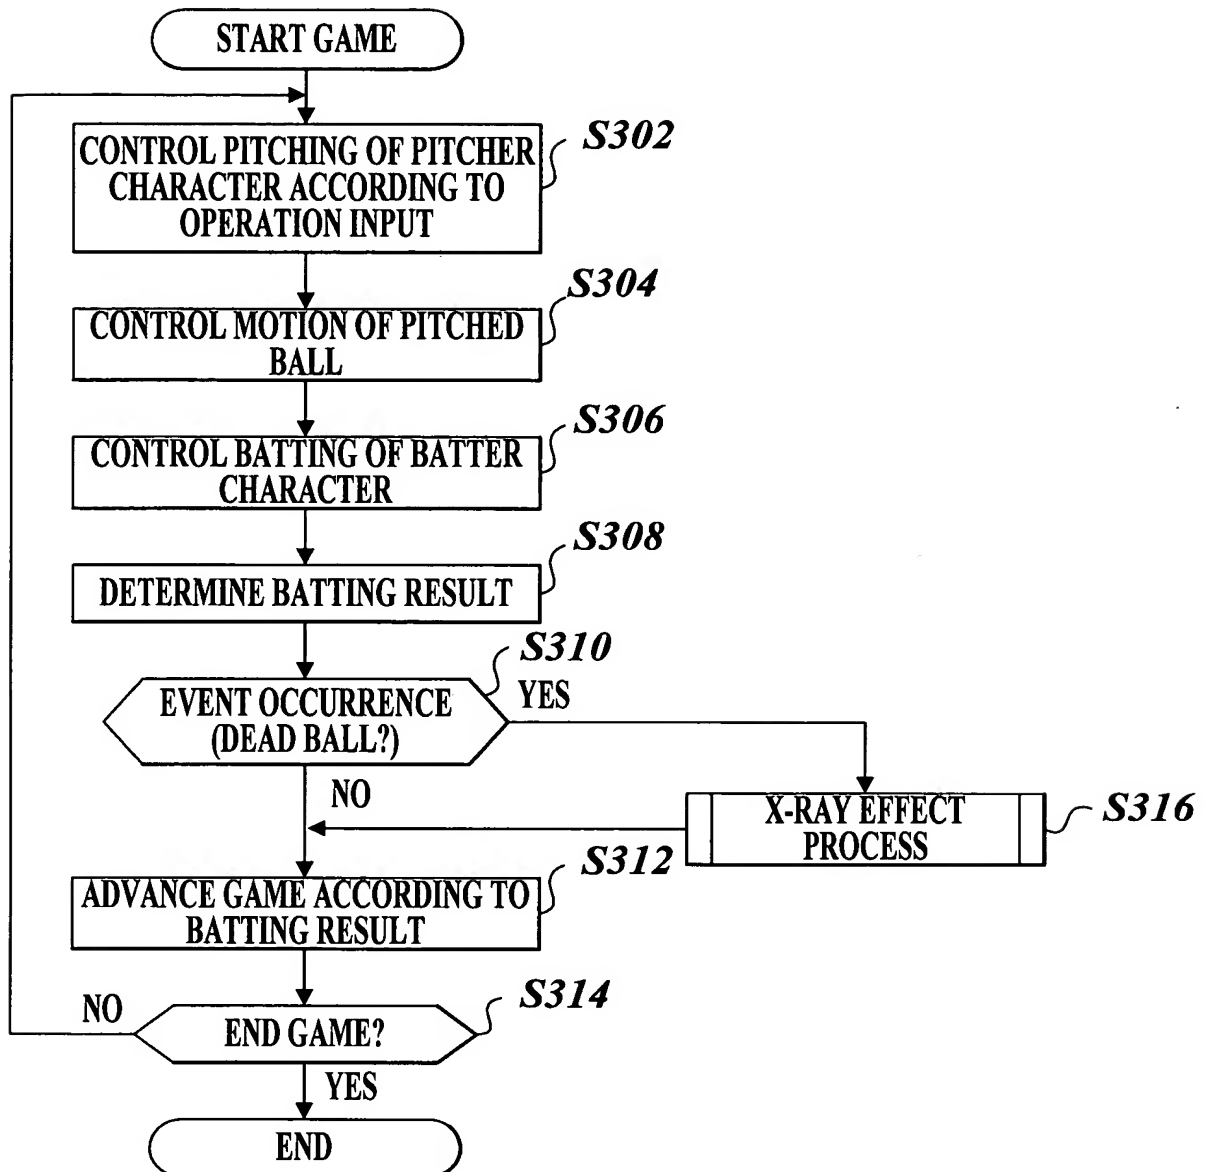 START GAME
S302
CONTROL PITCHING OF PITCHER
CHARACTER ACCORDING TO
OPERATION INPUT
S304
CONTROL MOTION OF PITCHED
BALL
S306
CONTROL BATTING OF BATTER
CHARACTER
S308
DETERMINE BATTING RESULT
S310
EVENT OCCURRENCE
(DEAD BALL?)
YES
NO
X-RAY EFFECT
PROCESS
S316
S312
ADVANCE GAME ACCORDING TO
BATTING RESULT
S314
NO
END GAME?
YES
END